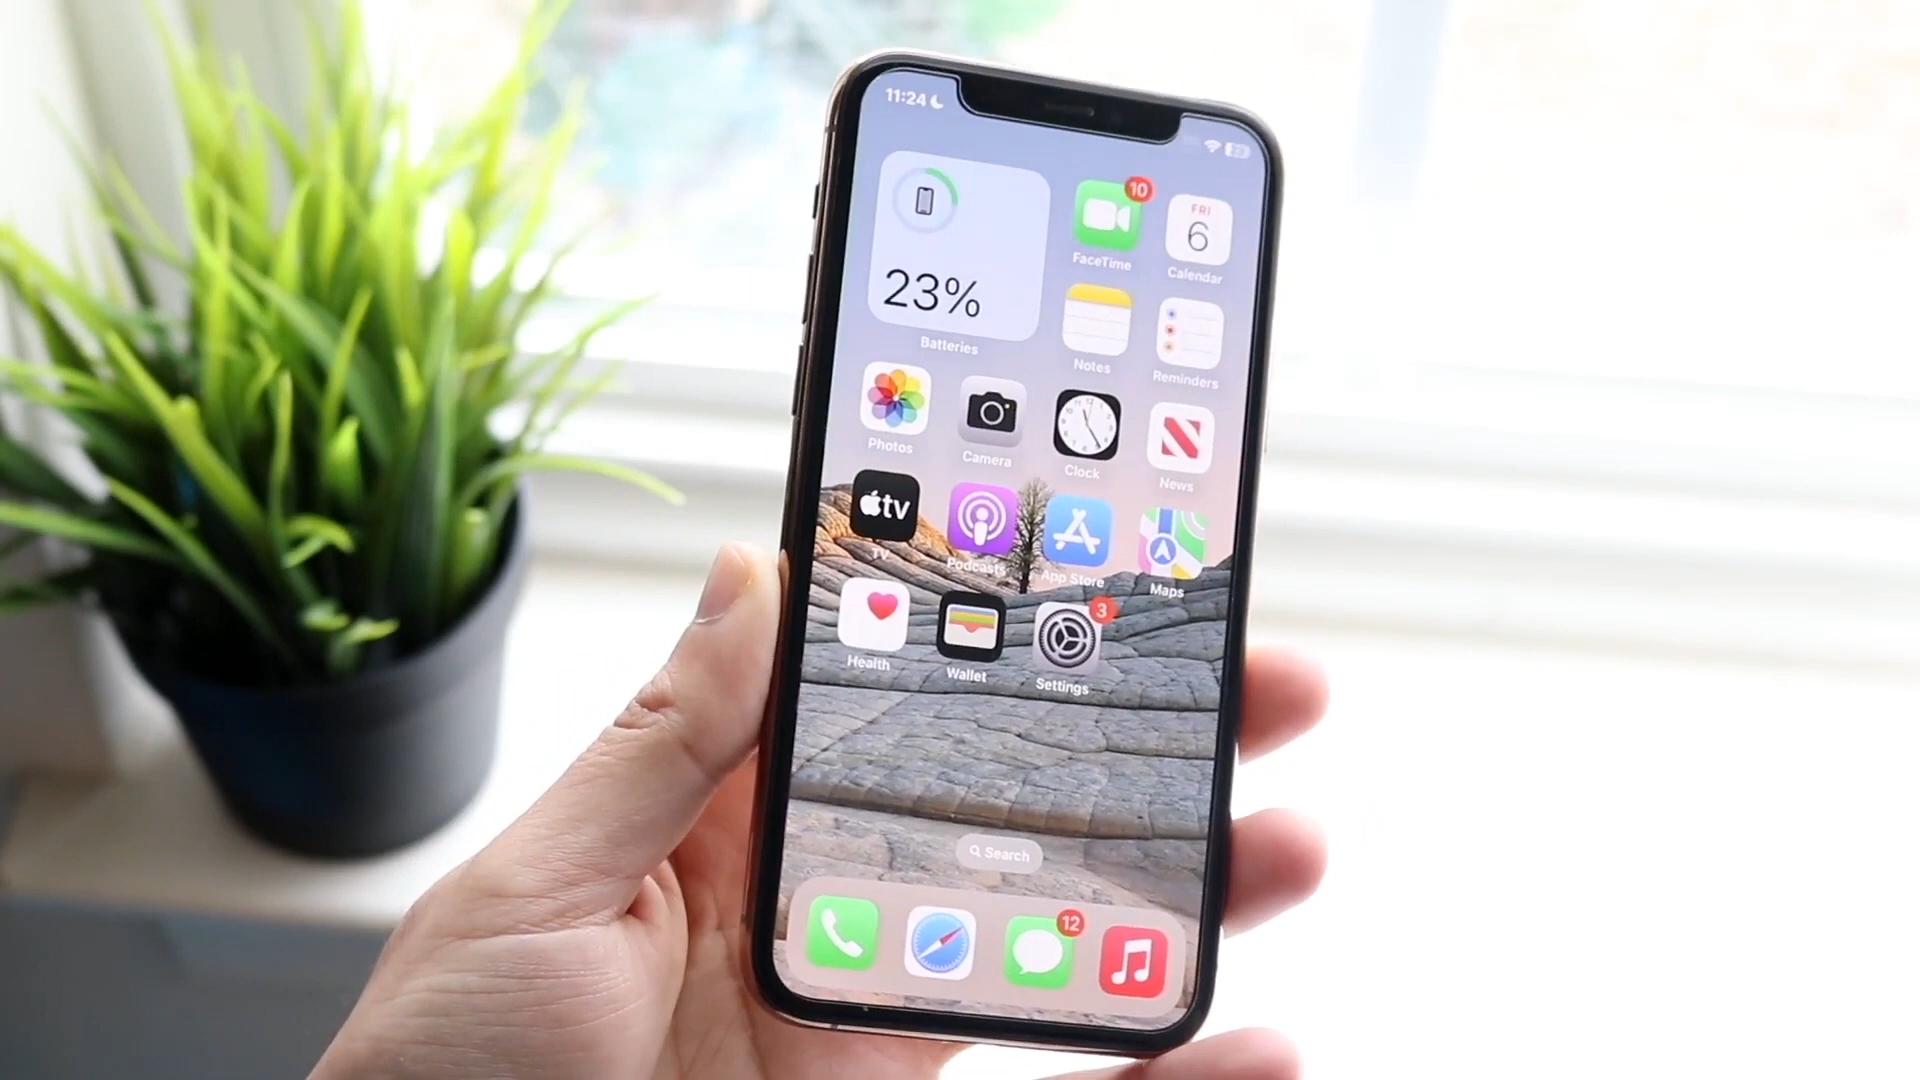 11:24
23
23%
Batteries
10
FaceTime
FRI
6
Calendar
Notes
Reminders
Photos
Camera
Clock
News
tv
TV
Podcasts
App Store
Maps
Health
Wallet
3
Settings
Search
12